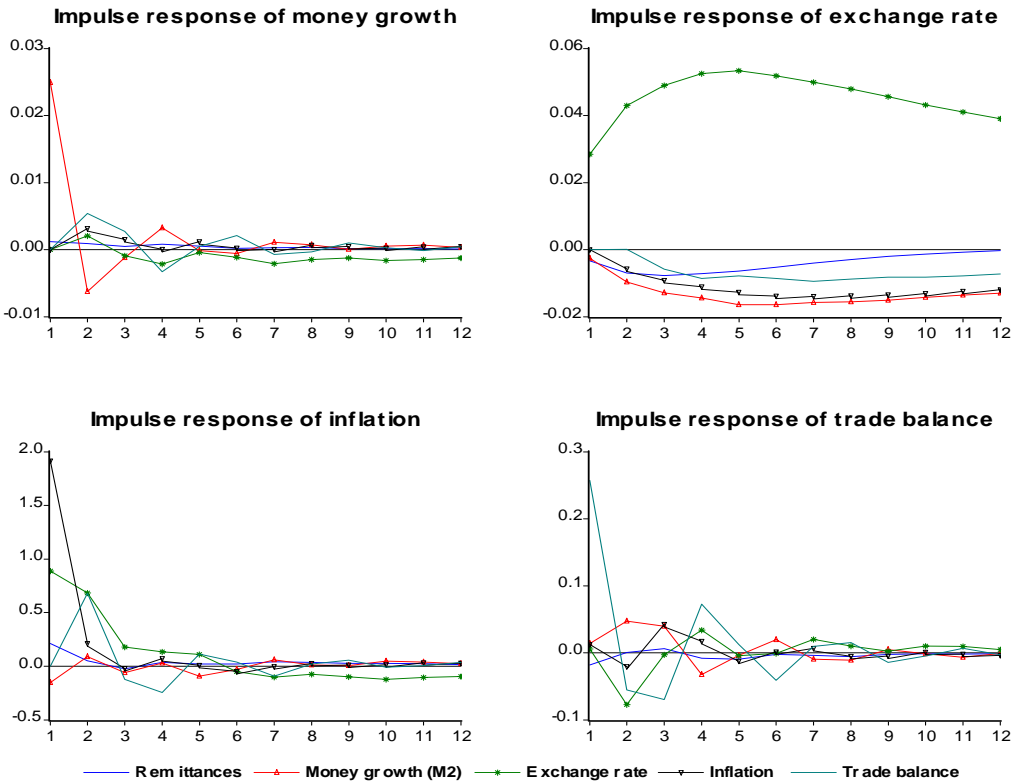 Impulse response of money growth
0.03
0.02
0.01
0.00
-0.01
1 2 3 4 5 6 7 8 9 10 11 12
Impulse response of exchange rate
0.06
0.04
0.02
0.00
-0.02
1 2 3 4 5 6 7 8 9 10 11 12
Impulse response of inflation
2.0
1.5
1.0
0.5
0.0
-0.5
1 2 3 4 5 6 7 8 9 10 11 12
Impulse response of trade balance
0.3
0.2
0.1
0.0
-0.1
1 2 3 4 5 6 7 8 9 10 11 12
Remittances Money growth (M2) Exchange rate Inflation Trade balance